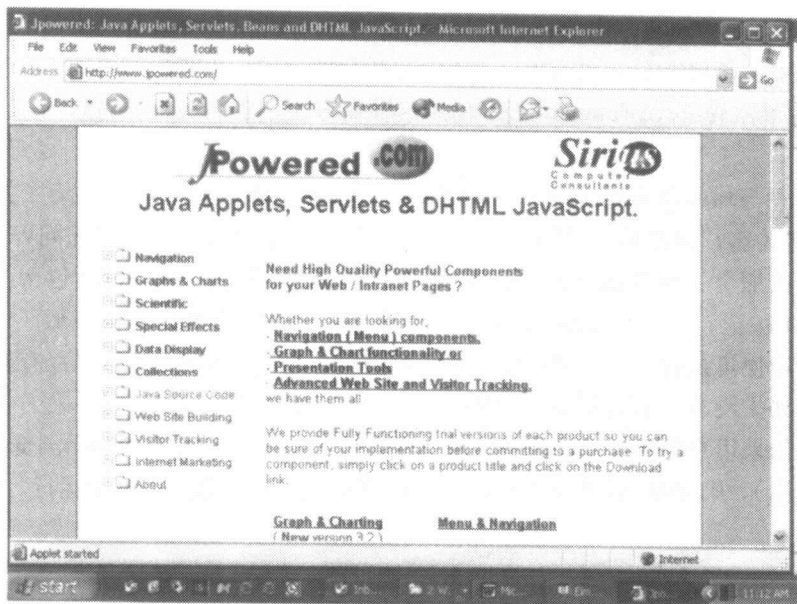 Jpowered: Java Applets, Servlets, Beans and DHTML JavaScript. - Microsoft Internet Explorer
File Edit View Favorites Tools Help
Address http://www.jpowered.com/ Go
Back Search Favorites Media
JPowered .com Sirius
Computer
Consultants
Java Applets, Servlets & DHTML JavaScript.
Navigation
Graphs & Charts
Scientific
Special Effects
Data Display
Collections
Java Source Code
Web Site Building
Visitor Tracking
Internet Marketing
About
Need High Quality Powerful Components
for your Web / Intranet Pages ?
Whether you are looking for,
- Navigation ( Menu ) components,
- Graph & Chart functionality or
- Presentation Tools
- Advanced Web Site and Visitor Tracking,
we have them all.
We provide Fully Functioning trial versions of each product so you can
be sure of your implementation before committing to a purchase. To try a
component, simply click on a product title and click on the Download
link.
Graph & Charting Menu & Navigation
( New version 3.2 )
Applet started Internet
start 11:12 AM